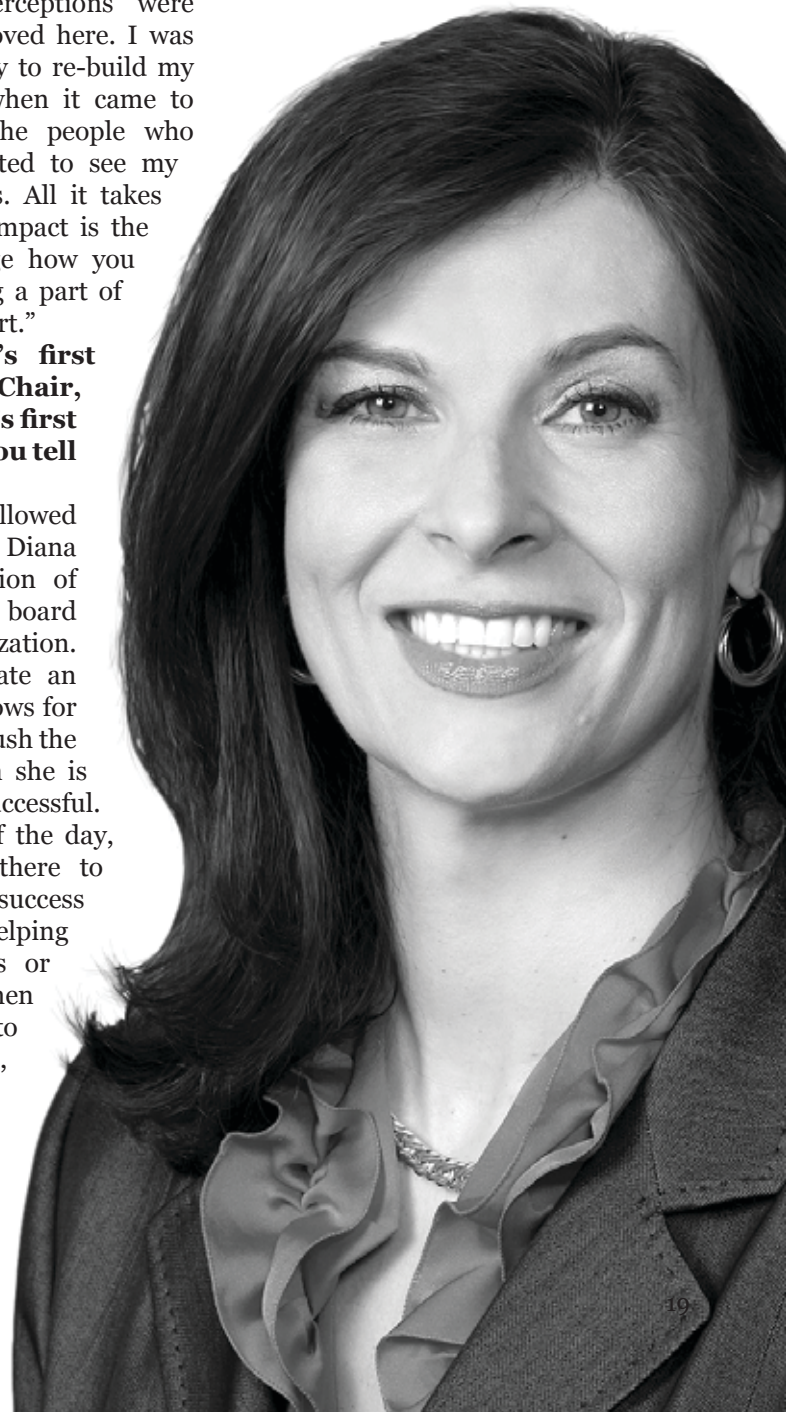 erceptions were
oved here. I was
y to re-build my
when it came to
he people who
ted to see my
s. All it takes
mpact is the
e how you
g a part of
rt.”
’s first
Chair,
s first
ou tell
llowed
Diana
ion of
board
zation.
ate an
ows for
ush the
she is
ccessful.
f the day,
there to
success
elping
s or
hen
to
,
19